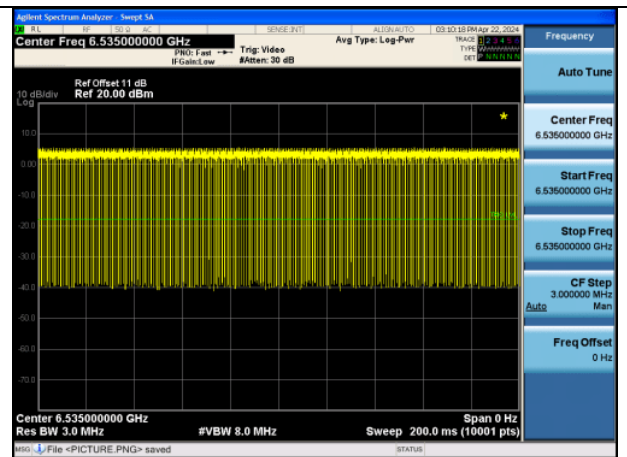 Agilent Spectrum Analyzer - Swept SA
RL RF 50 Ω AC SENSE:INT ALIGN AUTO 03:10:18 PM Apr 22, 2024
Center Freq 6.535000000 GHz
PNO: Fast
IFGain:Low
Trig: Video
#Atten: 30 dB
Avg Type: Log-Pwr
TRACE 1 2 3 4 5 6
TYPE
DET P N N N N N
Ref Offset 11 dB
10 dB/div Ref 20.00 dBm
Log
10.0
0.00
-10.0
-20.0
-30.0
-40.0
-50.0
-60.0
-70.0
Center 6.535000000 GHz Span 0 Hz
Res BW 3.0 MHz #VBW 8.0 MHz Sweep 200.0 ms (10001 pts)
MSG File <PICTURE.PNG> saved STATUS
Frequency
Auto Tune
Center Freq
6.535000000 GHz
Start Freq
6.535000000 GHz
Stop Freq
6.535000000 GHz
CF Step
3.000000 MHz
Auto Man
Freq Offset
0 Hz